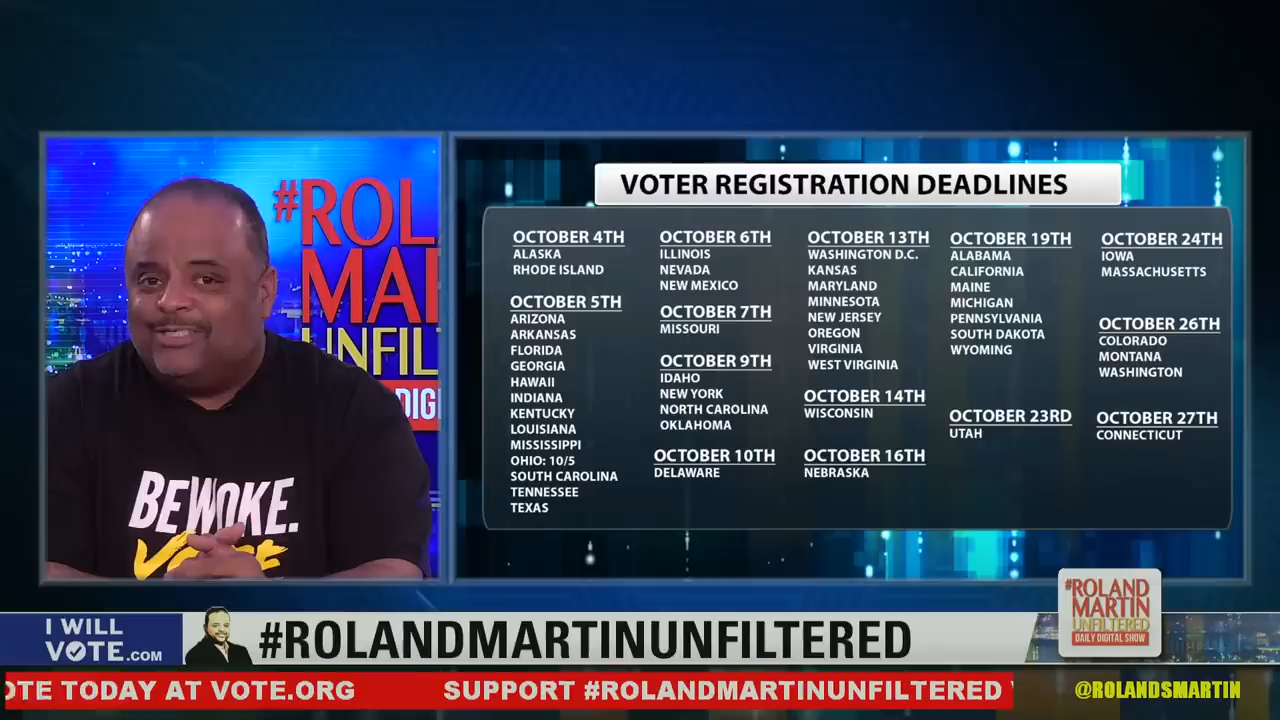 #ROL
MAR
UNFIL
DIGI
BEWOKE.
VOTE
VOTER REGISTRATION DEADLINES
OCTOBER 4TH
ALASKA
RHODE ISLAND
OCTOBER 5TH
ARIZONA
ARKANSAS
FLORIDA
GEORGIA
HAWAII
INDIANA
KENTUCKY
LOUISIANA
MISSISSIPPI
OHIO: 10/5
SOUTH CAROLINA
TENNESSEE
TEXAS
OCTOBER 6TH
ILLINOIS
NEVADA
NEW MEXICO
OCTOBER 7TH
MISSOURI
OCTOBER 9TH
IDAHO
NEW YORK
NORTH CAROLINA
OKLAHOMA
OCTOBER 10TH
DELAWARE
OCTOBER 13TH
WASHINGTON D.C.
KANSAS
MARYLAND
MINNESOTA
NEW JERSEY
OREGON
VIRGINIA
WEST VIRGINIA
OCTOBER 14TH
WISCONSIN
OCTOBER 16TH
NEBRASKA
OCTOBER 19TH
ALABAMA
CALIFORNIA
MAINE
MICHIGAN
PENNSYLVANIA
SOUTH DAKOTA
WYOMING
OCTOBER 23RD
UTAH
OCTOBER 24TH
IOWA
MASSACHUSETTS
OCTOBER 26TH
COLORADO
MONTANA
WASHINGTON
OCTOBER 27TH
CONNECTICUT
I WILL
VOTE.COM
#ROLANDMARTINUNFILTERED
#ROLAND
MARTIN
UNFILTERED
DAILY DIGITAL SHOW
OTE TODAY AT VOTE.ORG SUPPORT #ROLANDMARTINUNFILTERED
@ROLANDSMARTIN